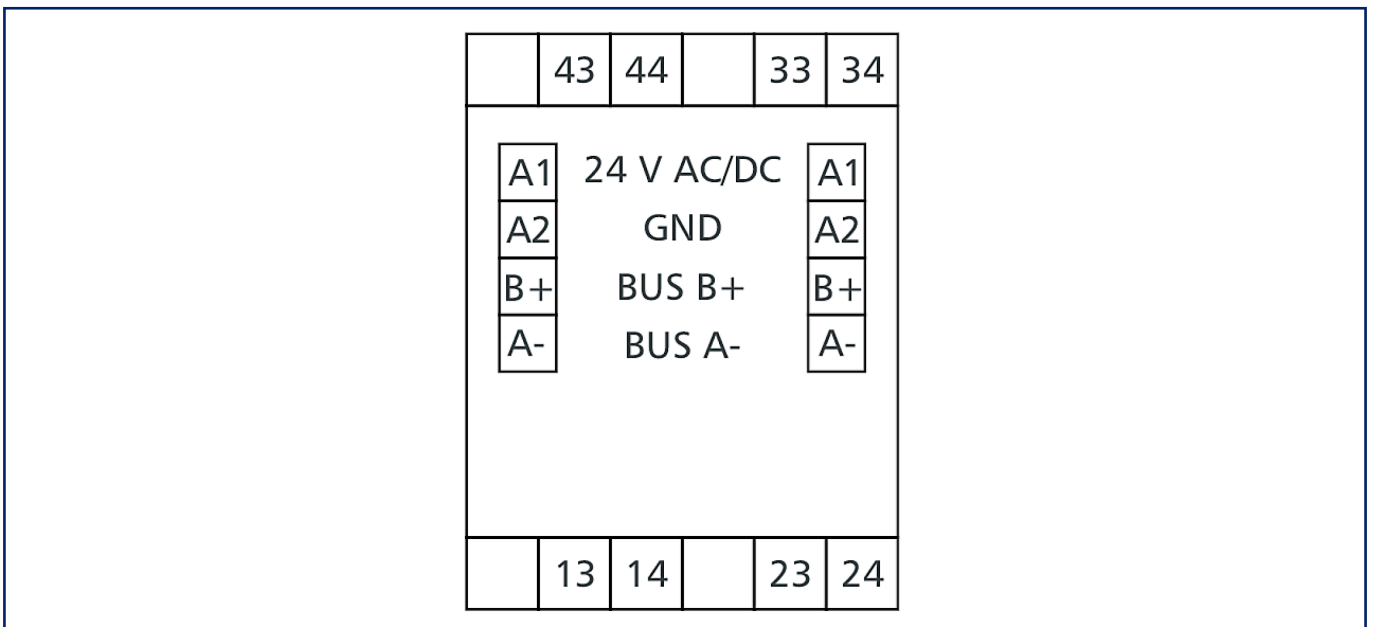 43 44 33 34
A1 24 V AC/DC A1
A2 GND A2
B+ BUS B+ B+
A- BUS A- A-
13 14 23 24